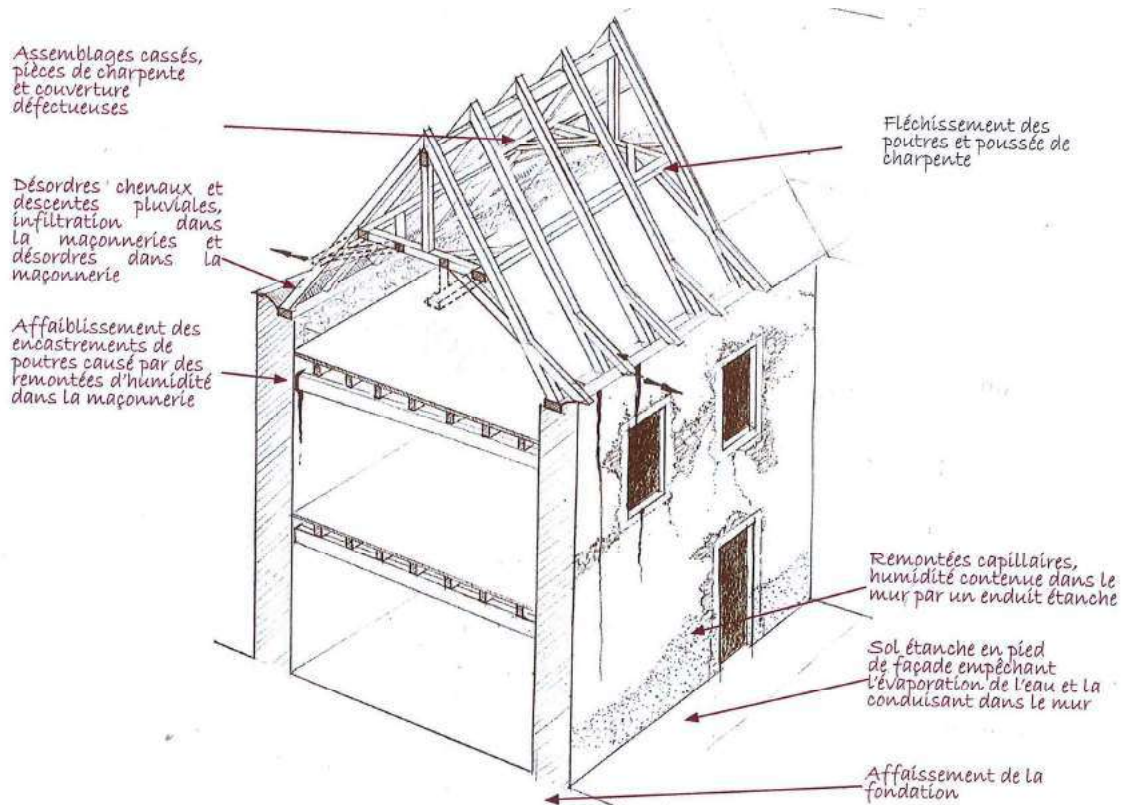 Assemblages cassés,
pièces de charpente
et couverture
défectueuses
Fléchissement des
poutres et poussée de
charpente
Désordres chenaux et
descentes pluviales,
infiltration dans
la maçonneries et
désordres dans la
maçonnerie
Affaiblissement des
encastrements de
poutres causé par des
remontées d'humidité
dans la maçonnerie
Remontées capillaires,
humidité contenue dans le
mur par un enduit étanche
Sol étanche en pied
de façade empêchant
l'évaporation de l'eau et la
conduisant dans le mur
Affaissement de la
fondation